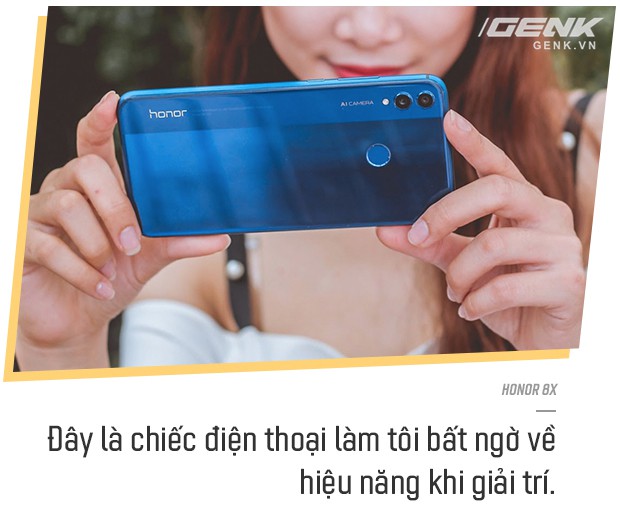 GENK
GENK.VN
honor
AI CAMERA
HONOR 8X
Đây là chiếc điện thoại làm tôi bất ngờ về
hiệu năng khi giải trí.